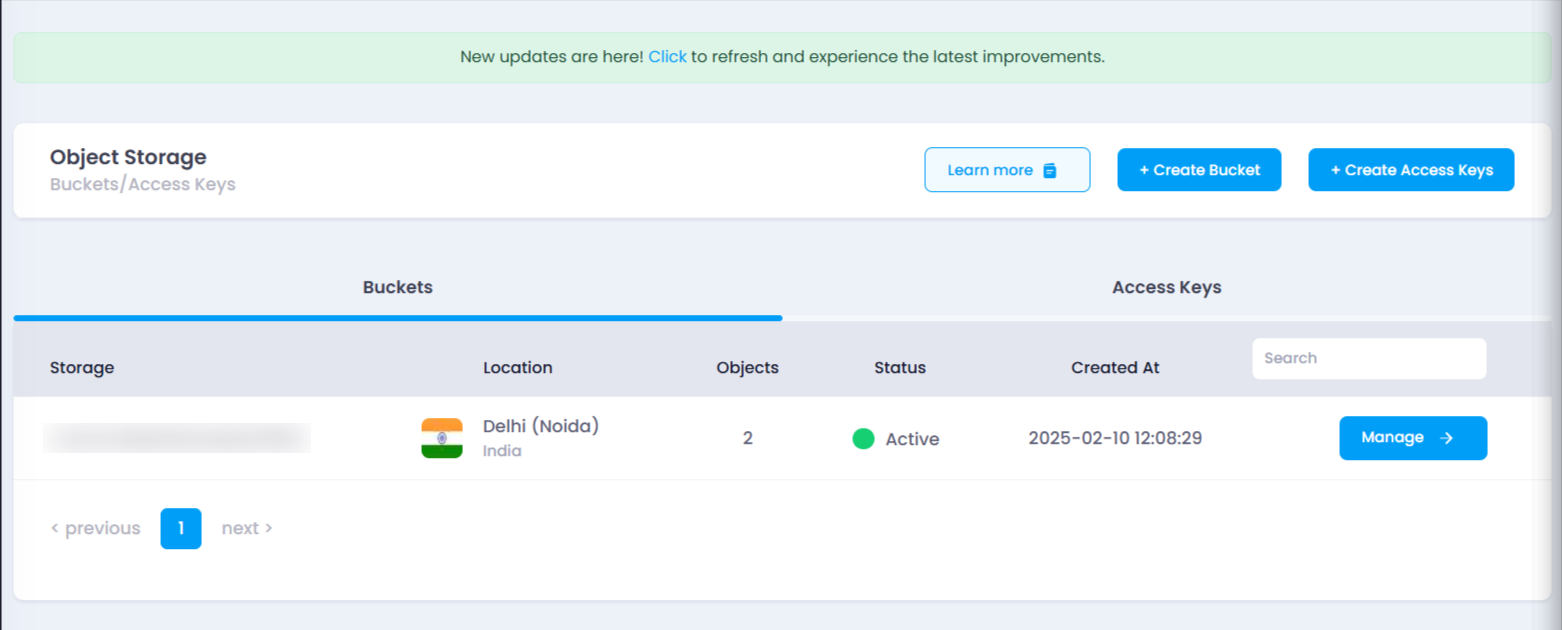 New updates are here! Click to refresh and experience the latest improvements.
Object Storage
Buckets/Access Keys
Learn more
+ Create Bucket
+ Create Access Keys
Buckets
Access Keys
Storage
Location
Objects
Status
Created At
Search
Delhi (Noida)
India
2
Active
2025-02-10 12:08:29
Manage →
< previous
1
next >